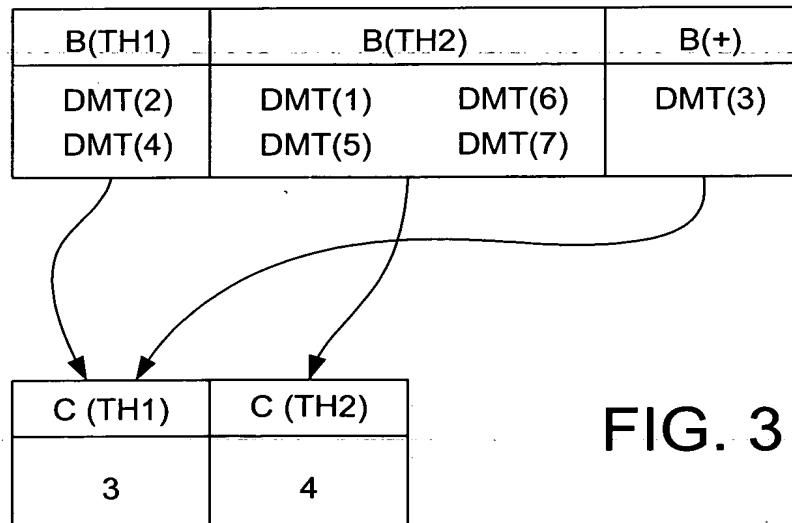 B(TH1) B(TH2) B(+)
DMT(2) DMT(1) DMT(6) DMT(3)
DMT(4) DMT(5) DMT(7)
C (TH1) C (TH2)
3 4
FIG. 3